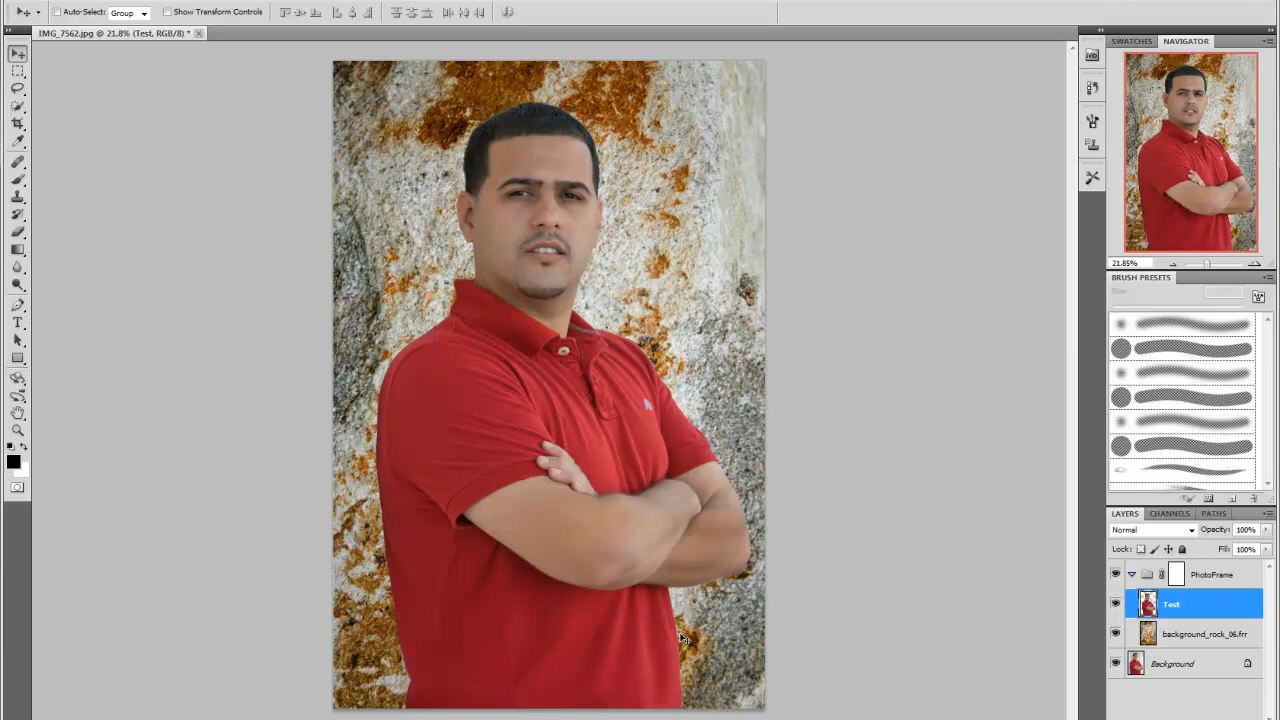 Auto-Select: Group Show Transform Controls
IMG_7562.jpg @ 21.8% (Test, RGB/8) *
SWATCHES NAVIGATOR
21.85%
BRUSH PRESETS
LAYERS CHANNELS PATHS
Normal Opacity: 100%
Lock: Fill: 100%
PhotoFrame
Test
background_rock_06.frr
Background